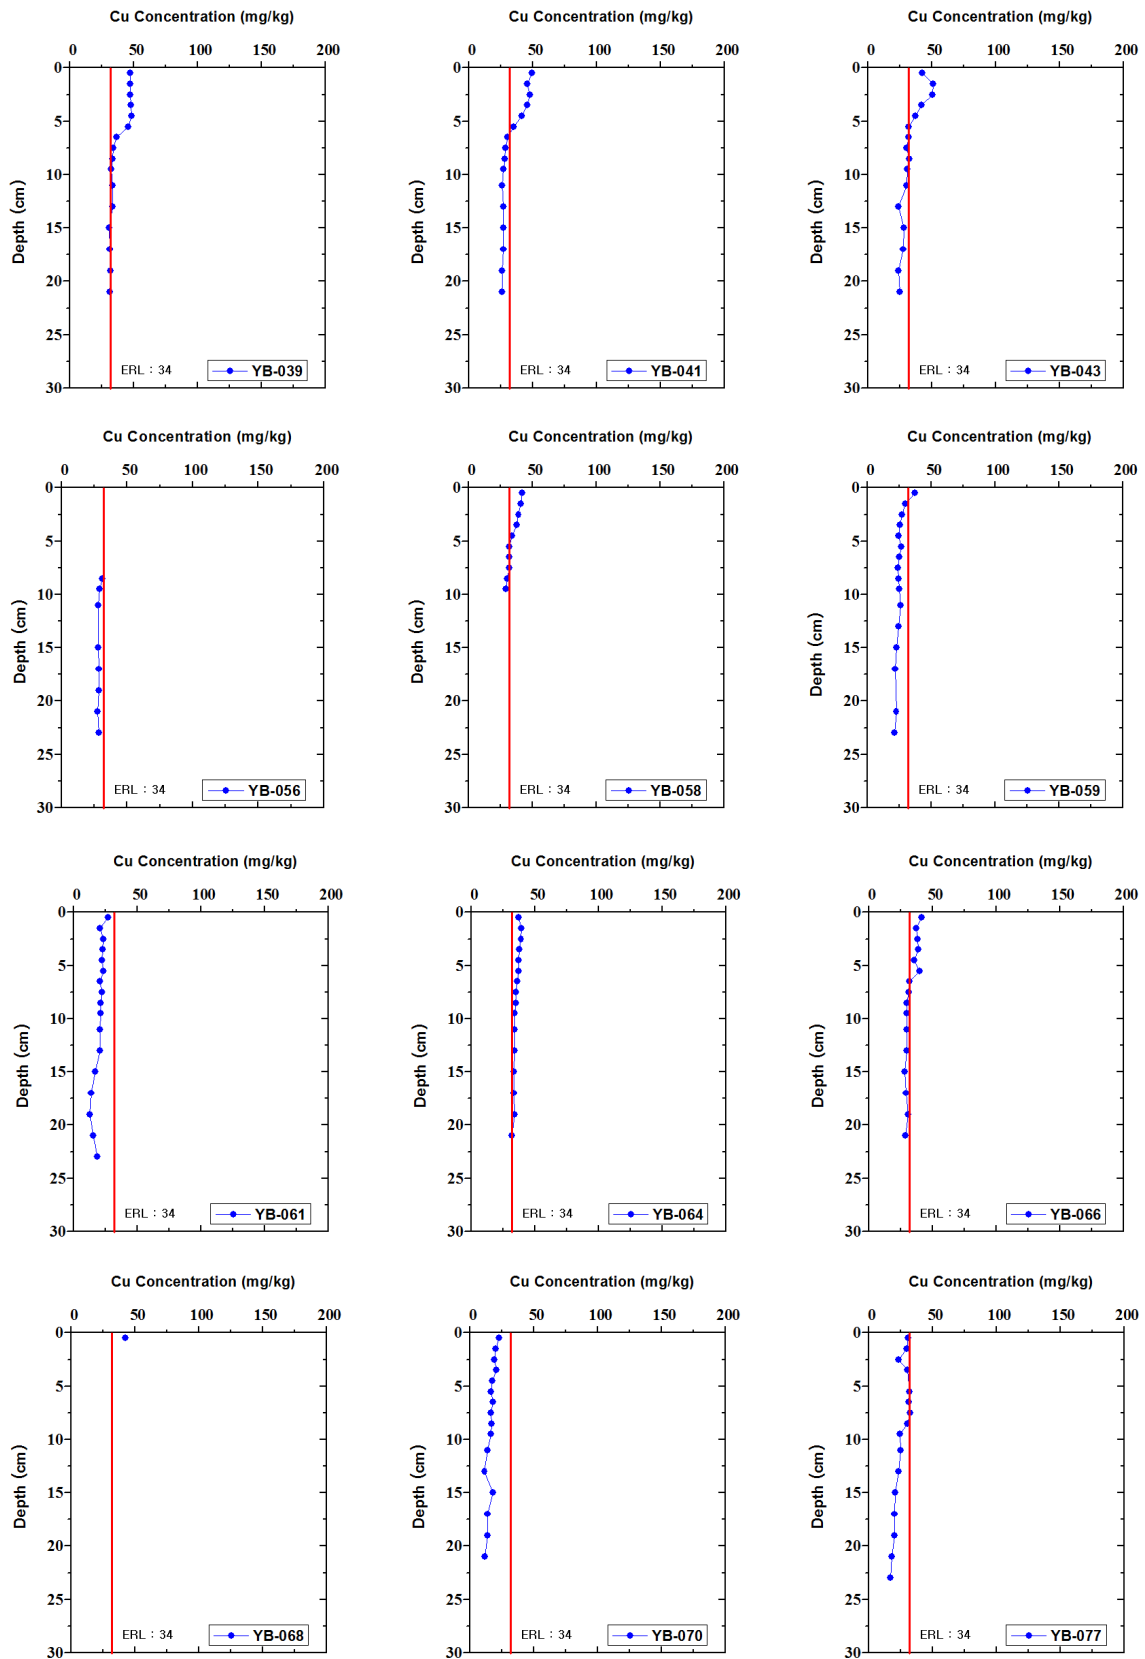 Cu Concentration (mg/kg) Cu Concentration (mg/kg) Cu Concentration (mg/kg)
0 50 100 150 200 0 50 100 150 200 0 50 100 150 200
0 0 0
5 5 5
10 10 10
15 15 15
20 20 20
25 25 25
30 30 30
Depth (cm) Depth (cm) Depth (cm)
ERL : 34 YB-039 ERL : 34 YB-041 ERL : 34 YB-043
Cu Concentration (mg/kg) Cu Concentration (mg/kg) Cu Concentration (mg/kg)
0 50 100 150 200 0 50 100 150 200 0 50 100 150 200
0 0 0
5 5 5
10 10 10
15 15 15
20 20 20
25 25 25
30 30 30
Depth (cm) Depth (cm) Depth (cm)
ERL : 34 YB-056 ERL : 34 YB-058 ERL : 34 YB-059
Cu Concentration (mg/kg) Cu Concentration (mg/kg) Cu Concentration (mg/kg)
0 50 100 150 200 0 50 100 150 200 0 50 100 150 200
0 0 0
5 5 5
10 10 10
15 15 15
20 20 20
25 25 25
30 30 30
Depth (cm) Depth (cm) Depth (cm)
ERL : 34 YB-061 ERL : 34 YB-064 ERL : 34 YB-066
Cu Concentration (mg/kg) Cu Concentration (mg/kg) Cu Concentration (mg/kg)
0 50 100 150 200 0 50 100 150 200 0 50 100 150 200
0 0 0
5 5 5
10 10 10
15 15 15
20 20 20
25 25 25
30 30 30
Depth (cm) Depth (cm) Depth (cm)
ERL : 34 YB-068 ERL : 34 YB-070 ERL : 34 YB-077